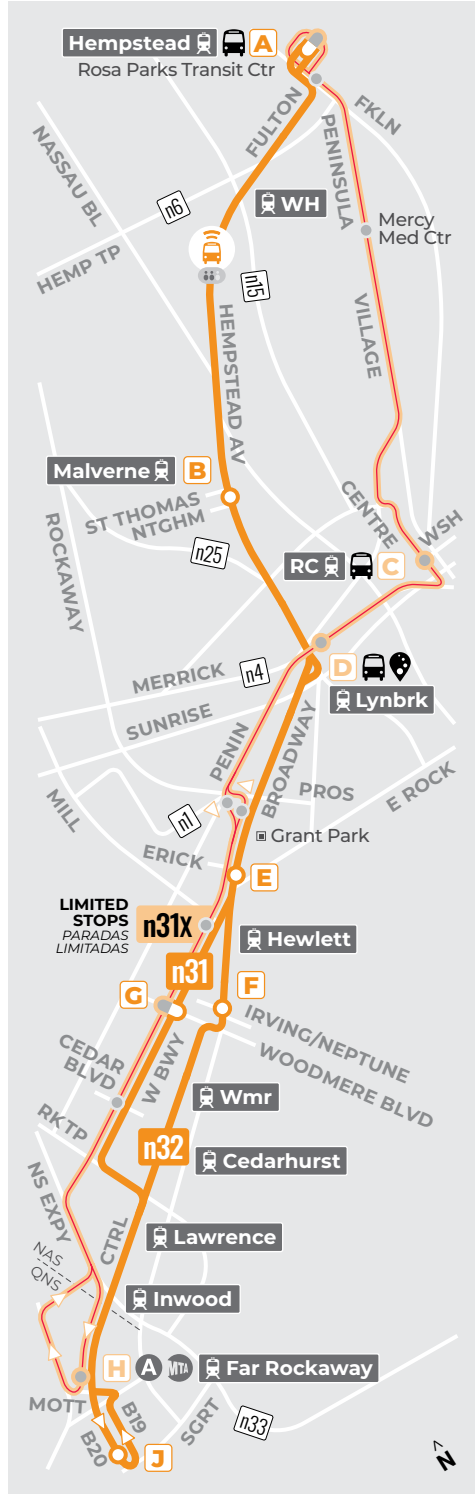 Hempstead A
Rosa Parks Transit Ctr
FULTON
FKLN
PENINSULA
NASSAU BL
n6
WH
Mercy
Med Ctr
HEMP TP
n15
HEMPSTEAD AV
VILLAGE
Malverne B
ST THOMAS
NTGHM
CENTRE
WSH
ROCKAWAY
n25
RC C
MERRICK
n4
D
SUNRISE
Lynbrk
PENIN
BROADWAY
PROS
E ROCK
MILL
n1
Grant Park
ERICK
E
LIMITED
STOPS
PARADAS
LIMITADAS
n31x
Hewlett
n31
G
F
IRVING/NEPTUNE
WOODMERE BLVD
CEDAR
BLVD
W BWY
Wmr
RKTP
n32
Cedarhurst
NS EXPY
CTRL
Lawrence
NAS
QNS
Inwood
H A MTA Far Rockaway
MOTT
B19
B20
SGRT
n33
J
N